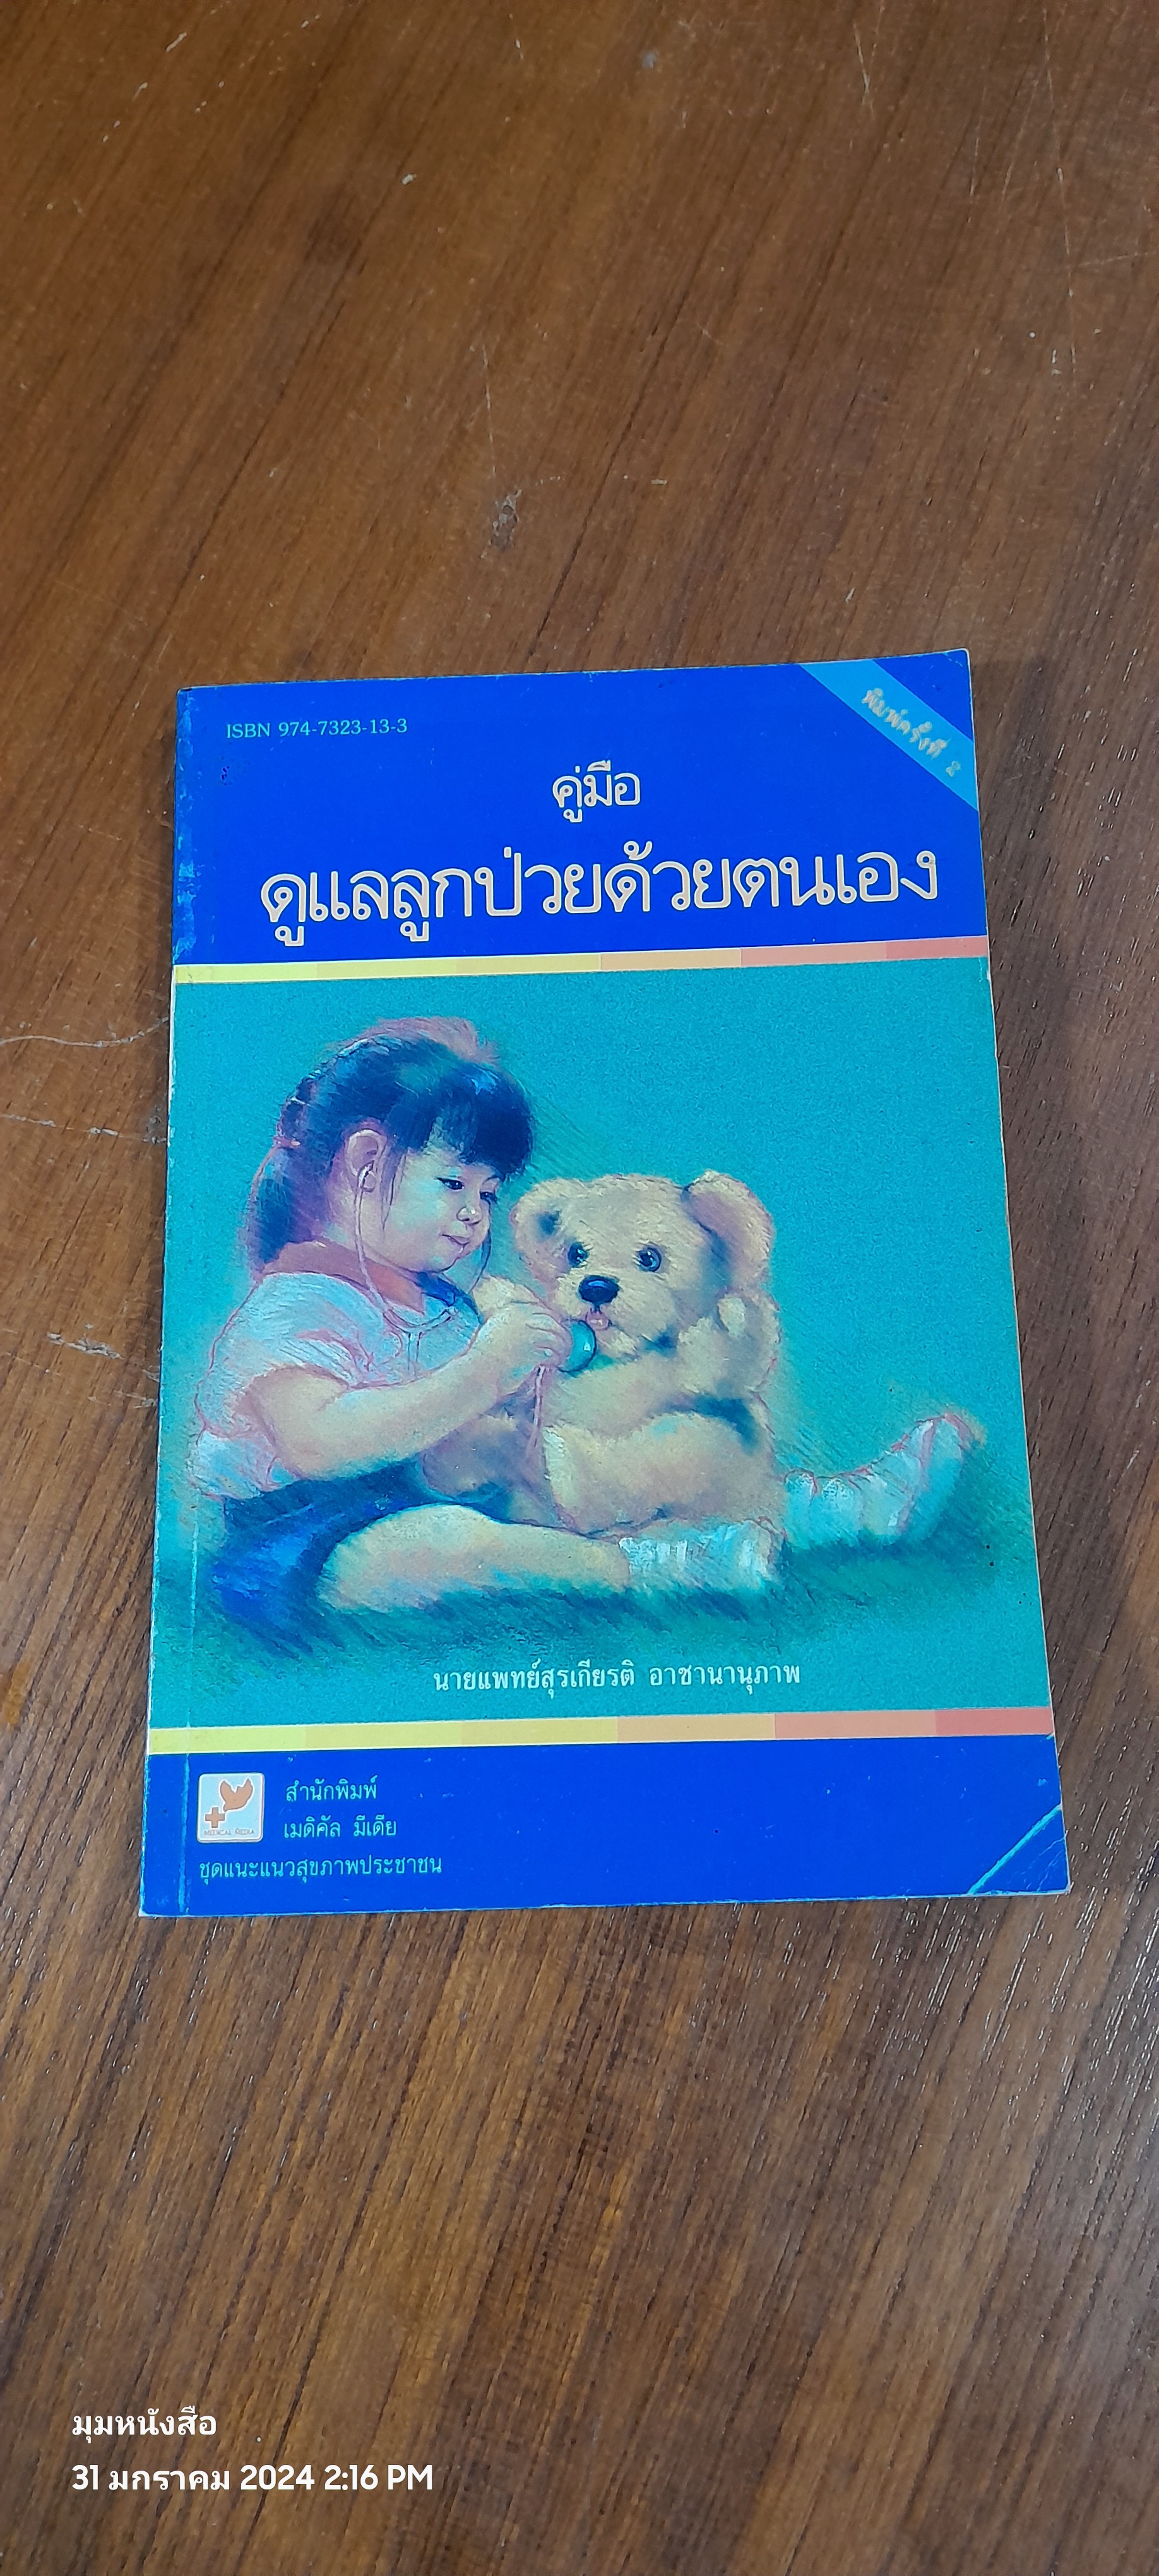 ISBN 974-7323-13-3
พิมพ์ครั้งที่ 2
คู่มือ
ดูแลลูกป่วยด้วยตนเอง
นายแพทย์สุรเกียรติ อาชานานุภาพ
MEDICAL MEDIA
สำนักพิมพ์
เมดิคัล มีเดีย
ชุดแนะแนวสุขภาพประชาชน
มุมหนังสือ
31 มกราคม 2024 2:16 PM